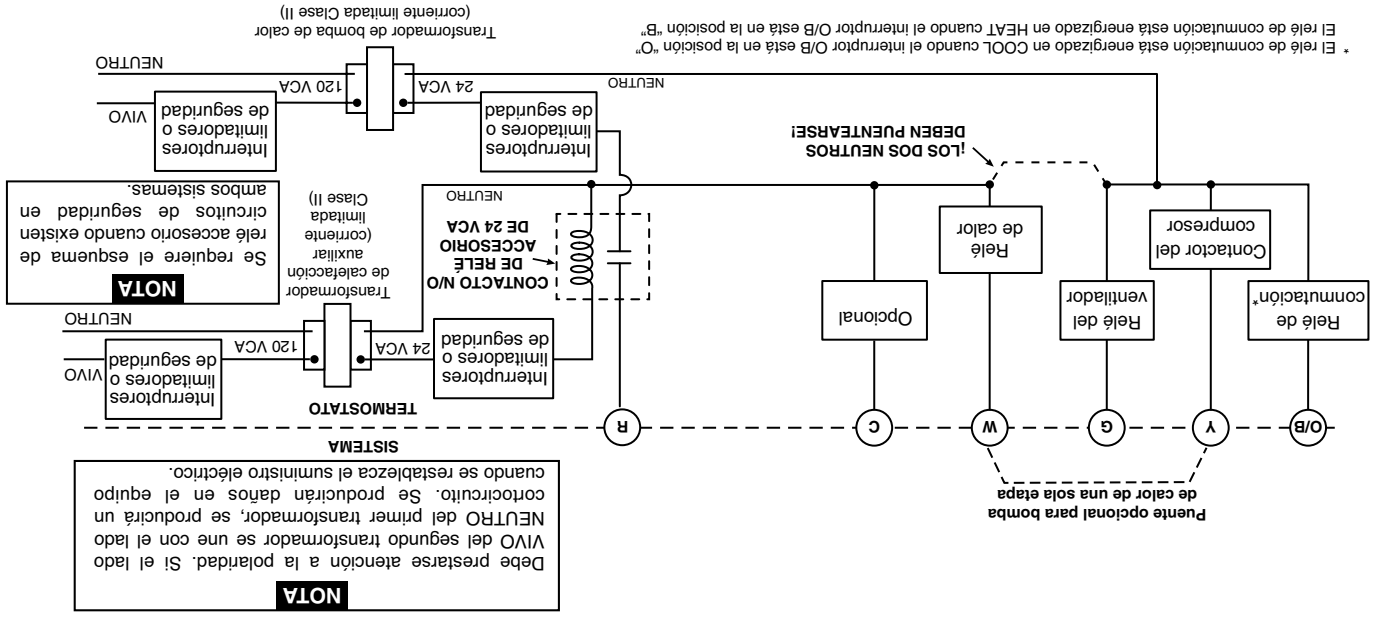 NOTA
Debe prestarse atención a la polaridad. Si el lado
VIVO del segundo transformador se une con el lado
NEUTRO del primer transformador, se producirá un
cortocircuito. Se producirán daños en el equipo
cuando se restablezca el suministro eléctrico.
Puente opcional para bomba
de calor de una sola etapa
SISTEMA
O/B
Y
G
W
C
R
TERMOSTATO
Relé de
conmutación*
Contactor del
compresor
Relé del
ventilador
Relé
de calor
Opcional
CONTACTO N/O
DE RELÉ
ACCESORIO
DE 24 VCA
Interruptores
limitadores o
de seguridad
24 VCA
120 VCA
Interruptores
limitadores o
de seguridad
VIVO
NEUTRO
NEUTRO
Transformador
de calefacción
auxiliar
(corriente
limitada
Clase II)
NOTA
Se requiere el esquema de
relé accesorio cuando existen
circuitos de seguridad en
ambos sistemas.
¡LOS DOS NEUTROS
DEBEN PUENTEARSE!
NEUTRO
Interruptores
limitadores o
de seguridad
24 VCA
120 VCA
Interruptores
limitadores o
de seguridad
VIVO
NEUTRO
Transformador de bomba de calor
(corriente limitada Clase II)
* El relé de conmutación está energizado en COOL cuando el interruptor O/B está en la posición “O”
El relé de conmutación está energizado en HEAT cuando el interruptor O/B está en la posición “B”